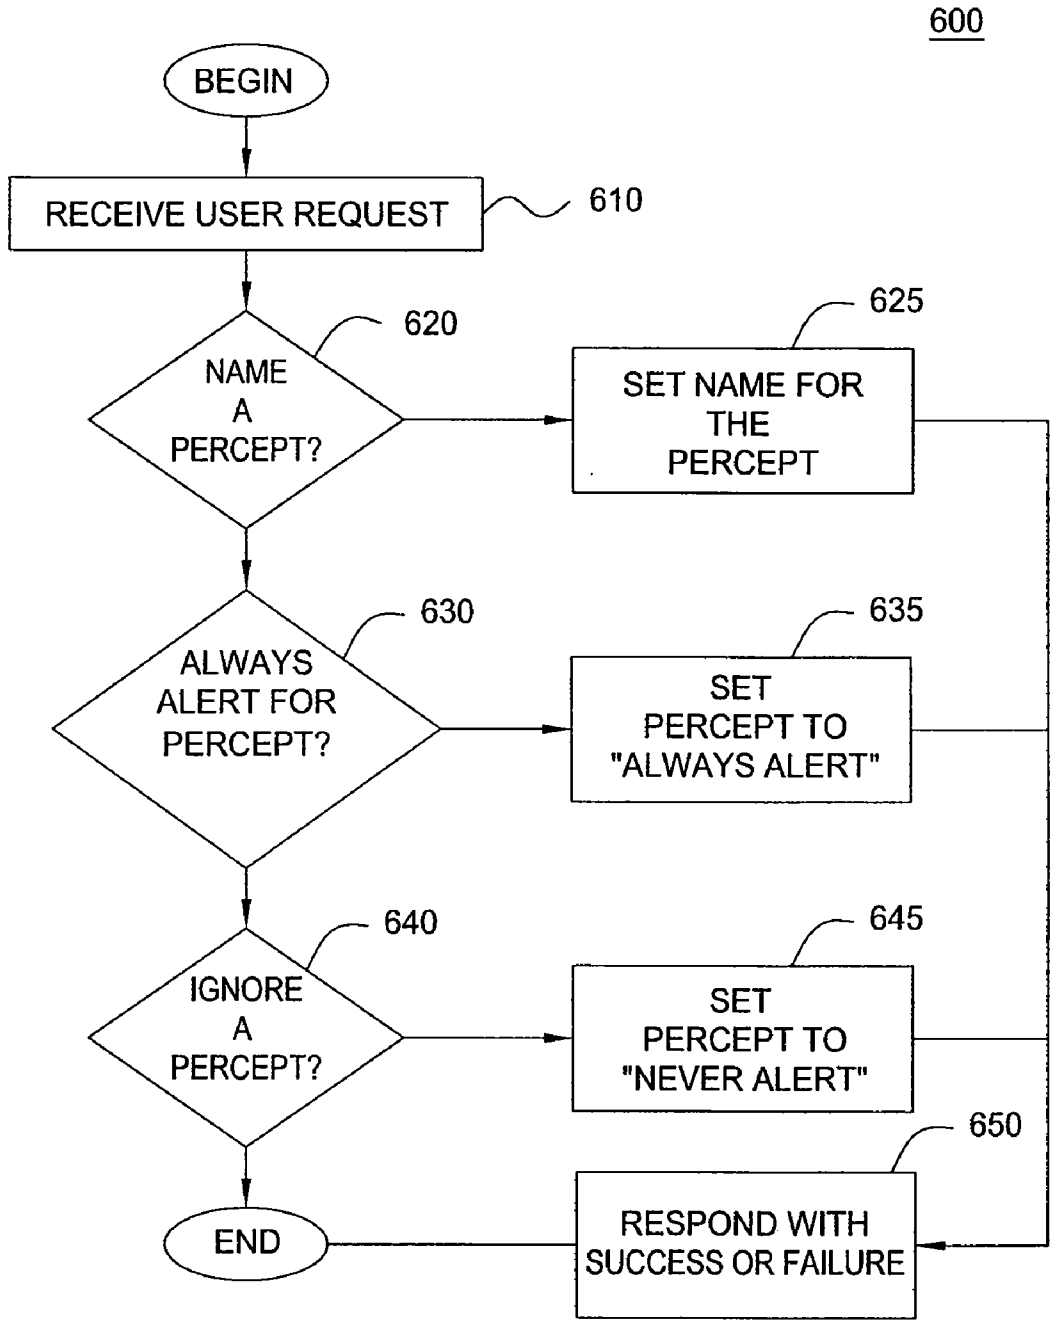 600
BEGIN
RECEIVE USER REQUEST
610
620
NAME
A
PERCEPT?
625
SET NAME FOR
THE
PERCEPT
630
ALWAYS
ALERT FOR
PERCEPT?
635
SET
PERCEPT TO
"ALWAYS ALERT"
640
IGNORE
A
PERCEPT?
645
SET
PERCEPT TO
"NEVER ALERT"
650
RESPOND WITH
SUCCESS OR FAILURE
END